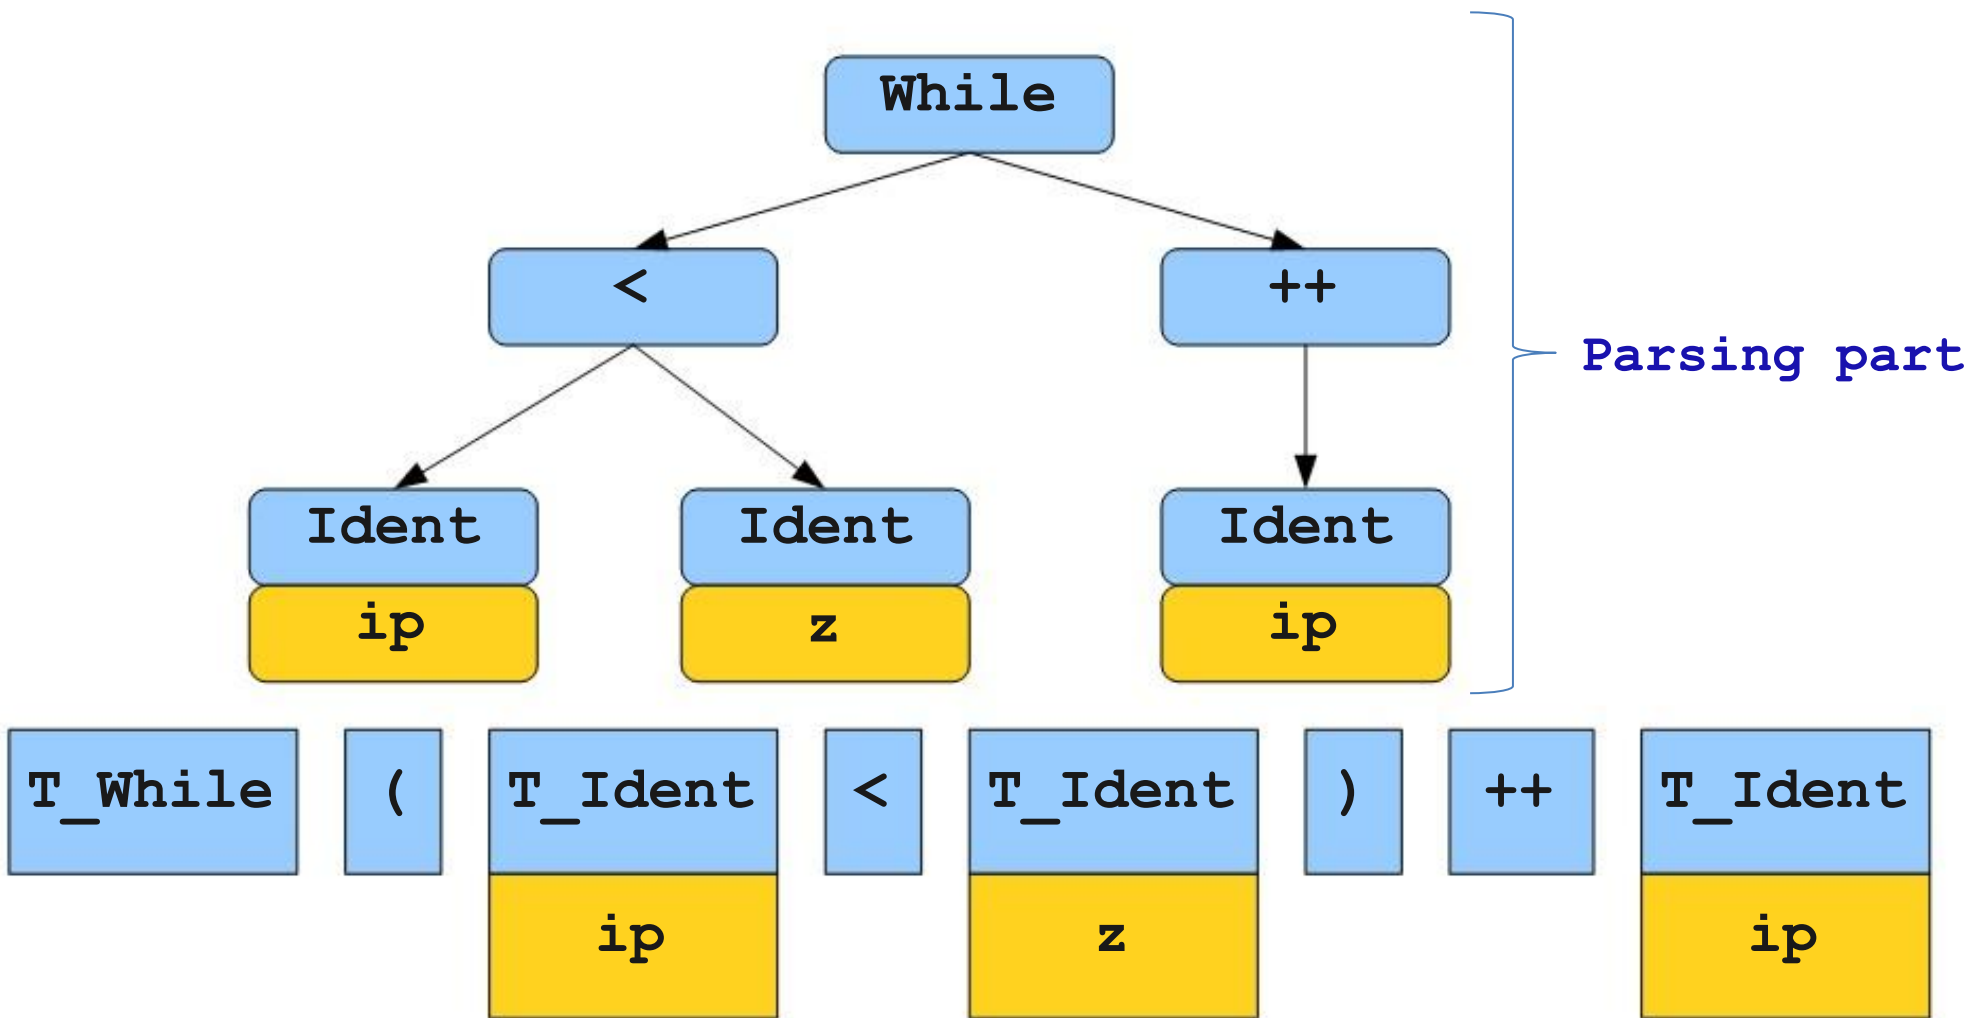 While
< ++
Parsing part
Ident Ident Ident
ip z ip
T_While ( T_Ident < T_Ident ) ++ T_Ident
ip z ip